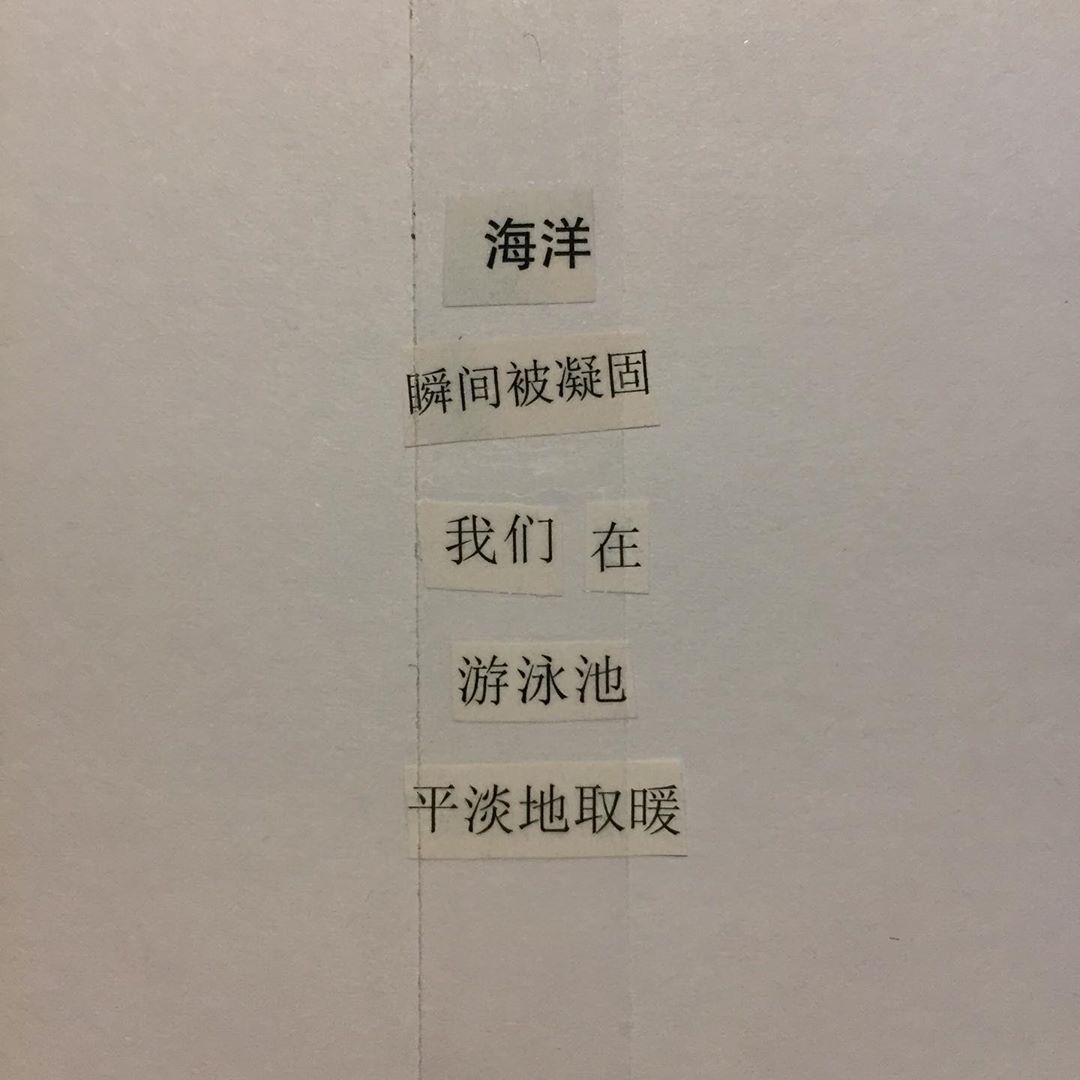 海洋
瞬间被凝固
我们 在
游泳池
平淡地取暖